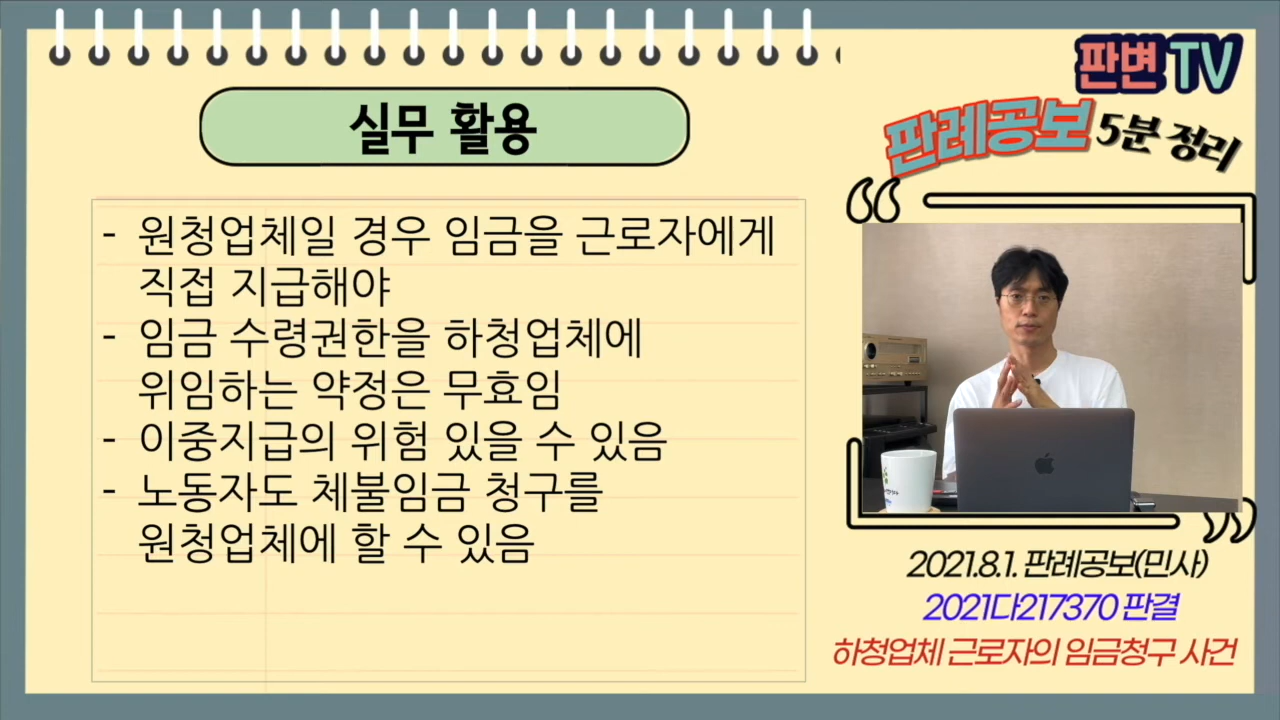 판변 TV
판례공보 5분 정리
실무 활용
- 원청업체일 경우 임금을 근로자에게
직접 지급해야
- 임금 수령권한을 하청업체에
위임하는 약정은 무효임
- 이중지급의 위험 있을 수 있음
- 노동자도 체불임금 청구를
원청업체에 할 수 있음
2021.8.1. 판례공보(민사)
2021다217370 판결
하청업체 근로자의 임금청구 사건